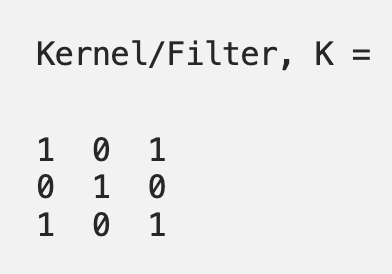 Kernel/Filter, K =
1 0 1
0 1 0
1 0 1